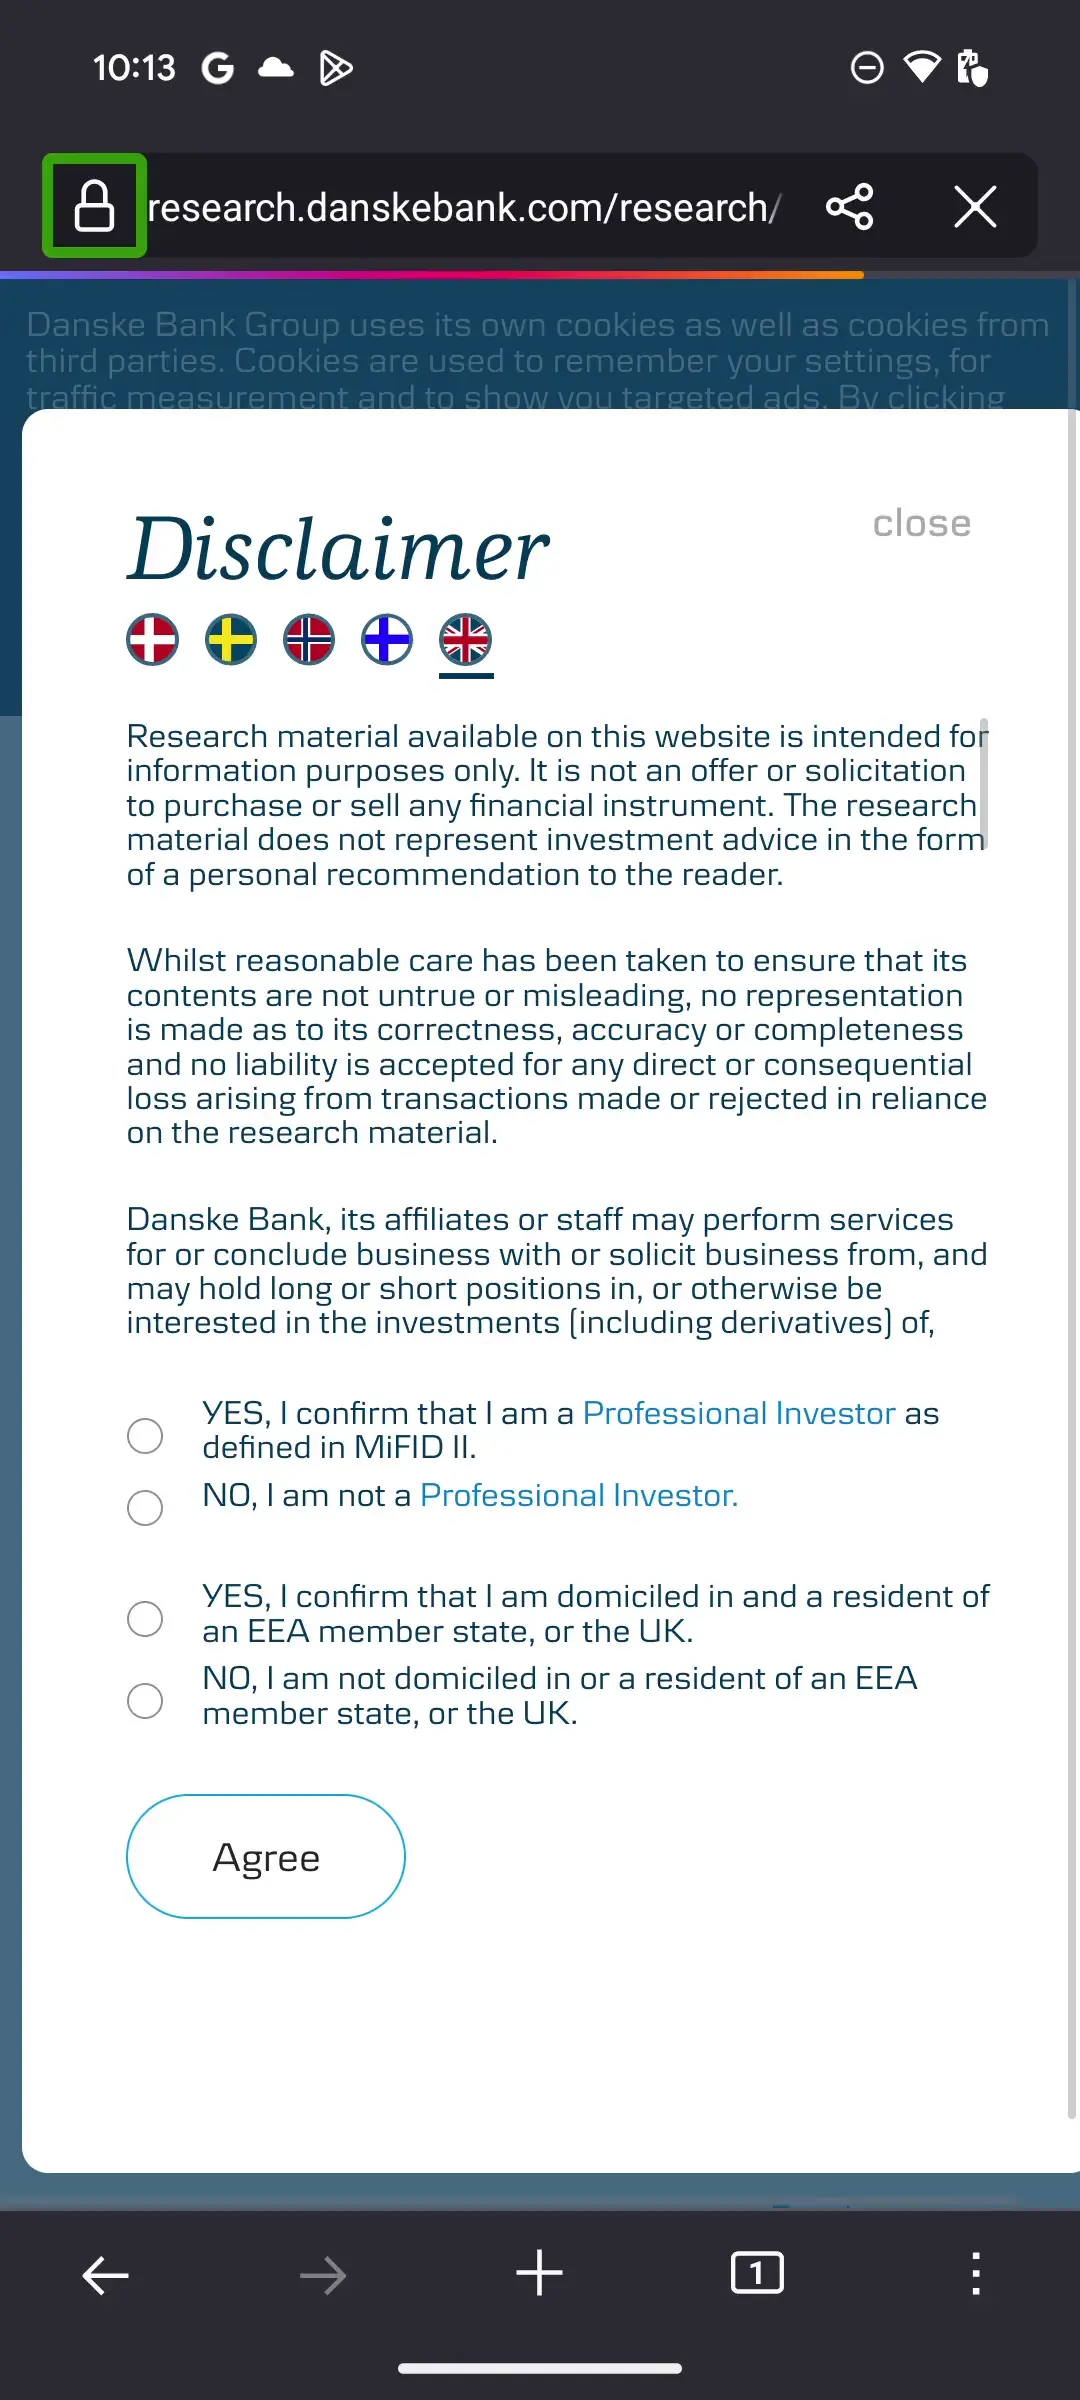 10:13
research.danskebank.com/research/
Danske Bank Group uses its own cookies as well as cookies from
third parties. Cookies are used to remember your settings, for
traffic measurement and to show you targeted ads. By clicking
Disclaimer
close
Research material available on this website is intended for
information purposes only. It is not an offer or solicitation
to purchase or sell any financial instrument. The research
material does not represent investment advice in the form
of a personal recommendation to the reader.
Whilst reasonable care has been taken to ensure that its
contents are not untrue or misleading, no representation
is made as to its correctness, accuracy or completeness
and no liability is accepted for any direct or consequential
loss arising from transactions made or rejected in reliance
on the research material.
Danske Bank, its affiliates or staff may perform services
for or conclude business with or solicit business from, and
may hold long or short positions in, or otherwise be
interested in the investments (including derivatives) of,
YES, I confirm that I am a Professional Investor as
defined in MiFID II.
NO, I am not a Professional Investor.
YES, I confirm that I am domiciled in and a resident of
an EEA member state, or the UK.
NO, I am not domiciled in or a resident of an EEA
member state, or the UK.
Agree
1